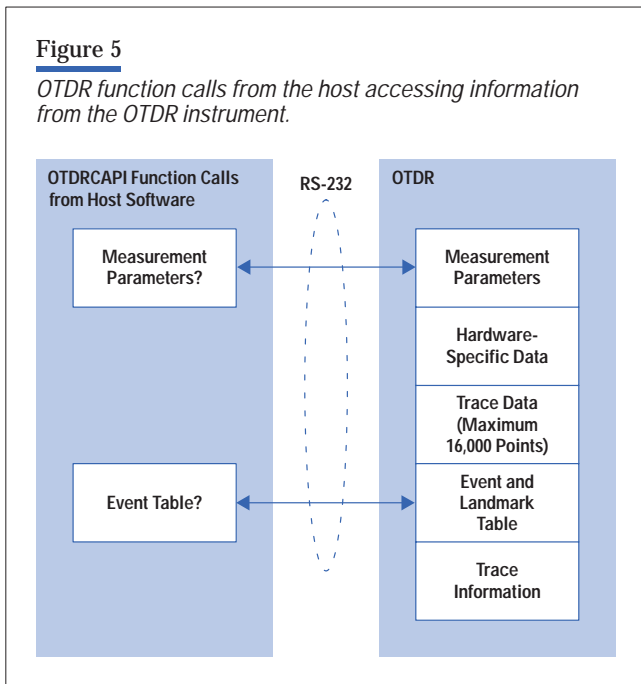 Figure 5
OTDR function calls from the host accessing information
from the OTDR instrument.
OTDRCAPI Function Calls
from Host Software
RS-232
OTDR
Measurement
Parameters?
Measurement
Parameters
Hardware-
Specific Data
Trace Data
(Maximum
16,000 Points)
Event Table?
Event and
Landmark
Table
Trace
Information